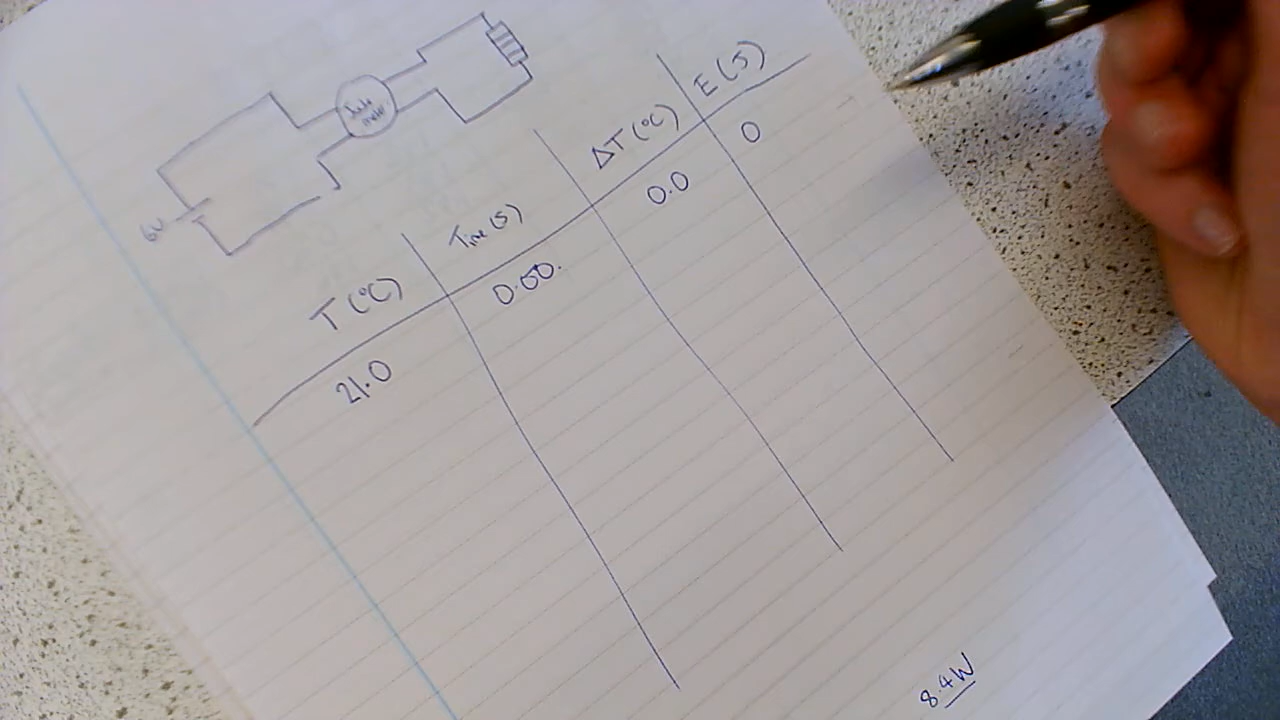 Joule meter
6V
T (°C) Time (s) ΔT (°C) E (J)
21.0 0.00. 0.0 0
8.4W